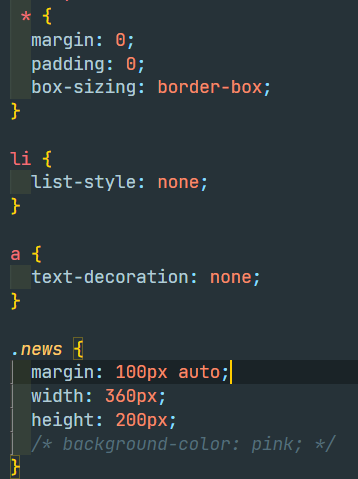 * {
margin: 0;
padding: 0;
box-sizing: border-box;
}
li {
list-style: none;
}
a {
text-decoration: none;
}
.news {
margin: 100px auto;
width: 360px;
height: 200px;
/* background-color: pink; */
}